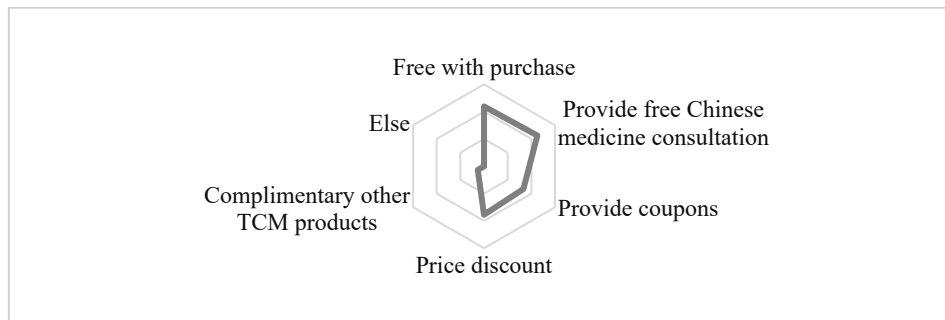 Free with purchase
Provide free Chinese
medicine consultation
Provide coupons
Price discount
Complimentary other
TCM products
Else